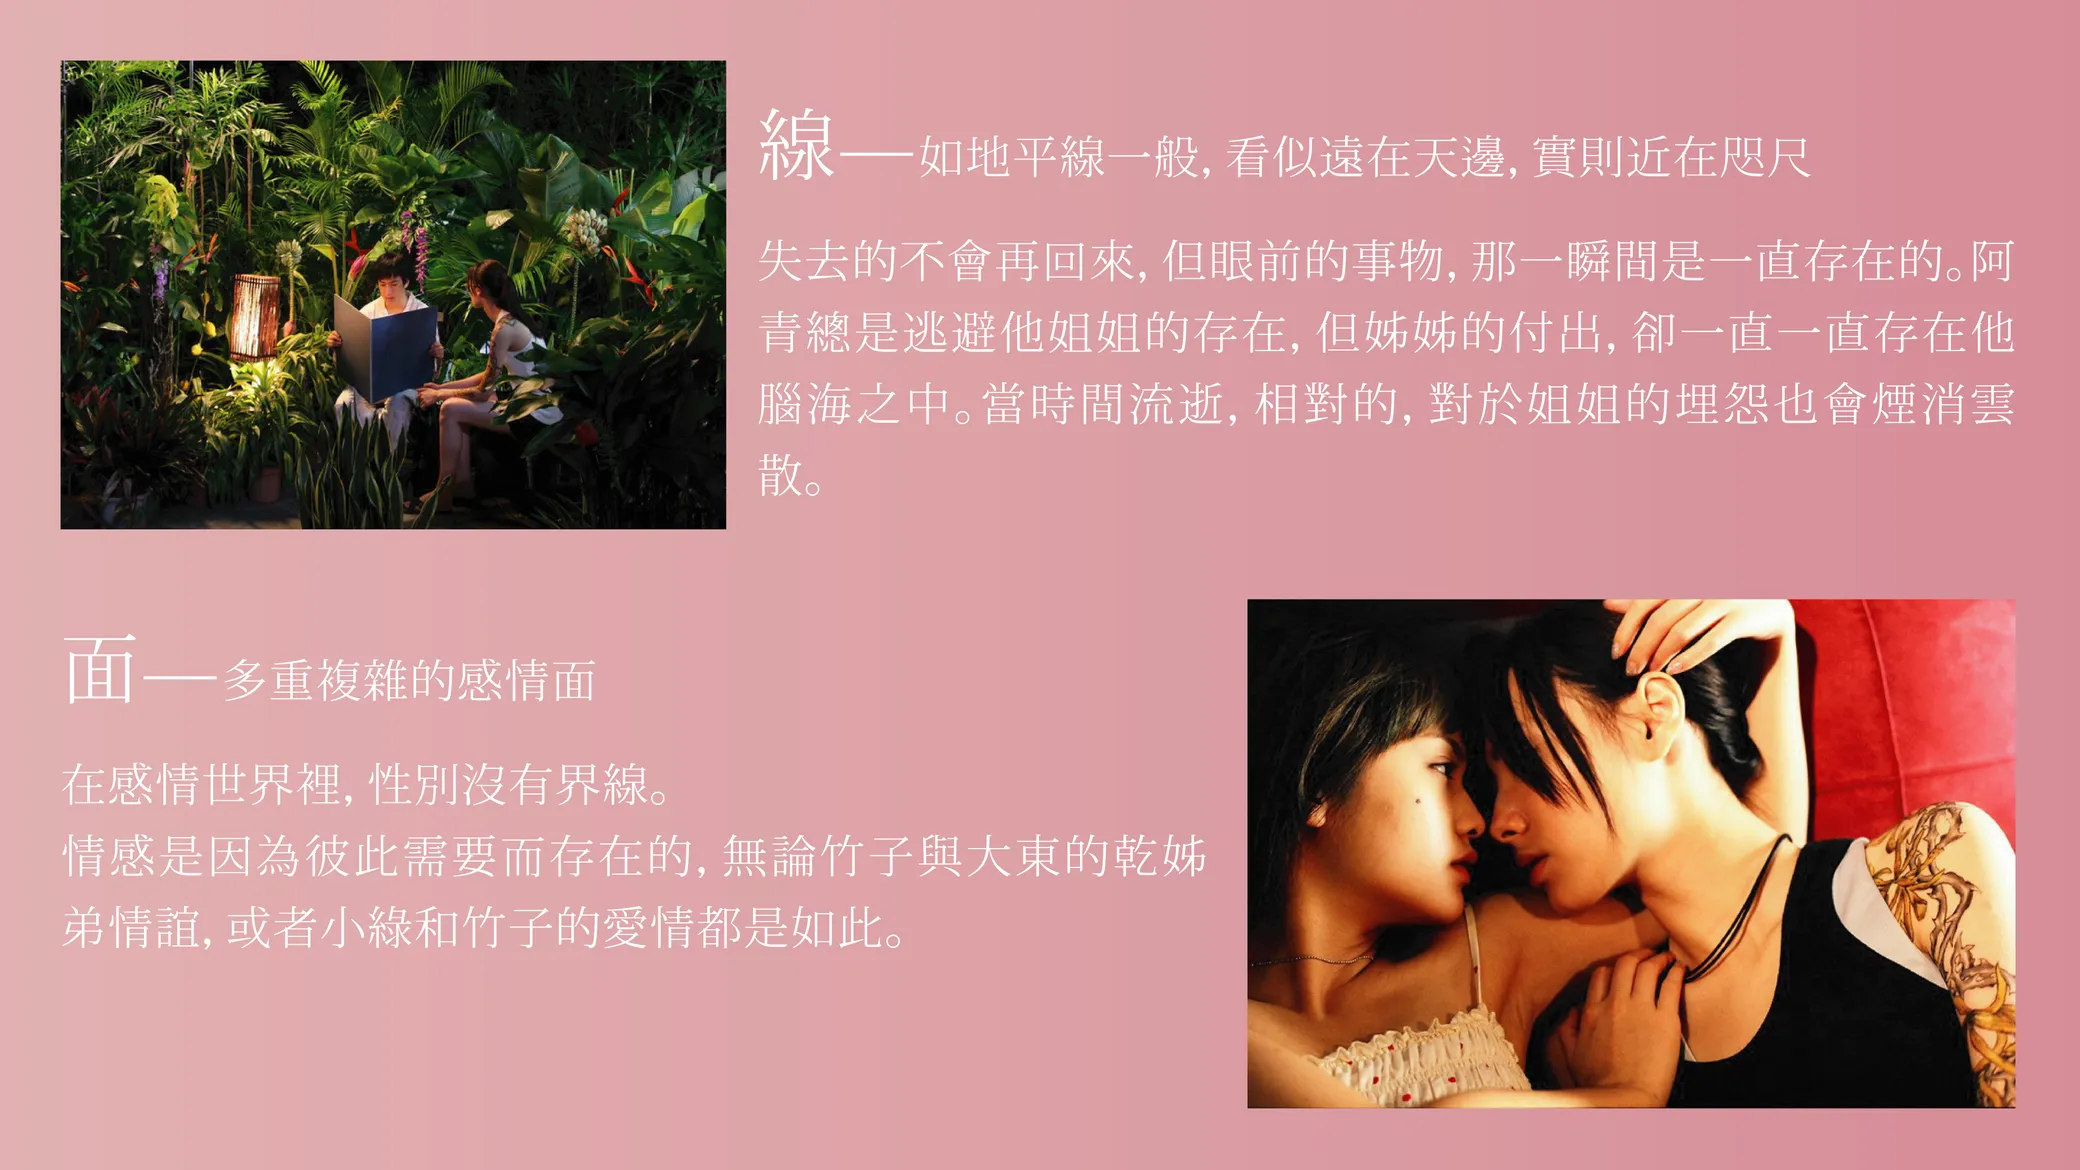 線—如地平線一般，看似遠在天邊，實則近在咫尺
失去的不會再回來，但眼前的事物，那一瞬間是一直存在的。阿
青總是逃避他姐姐的存在，但姊姊的付出，卻一直一直存在他
腦海之中。當時間流逝，相對的，對於姐姐的埋怨也會煙消雲
散。
面—多重複雜的感情面
在感情世界裡，性別沒有界線。
情感是因為彼此需要而存在的，無論竹子與大東的乾姊
弟情誼，或者小綠和竹子的愛情都是如此。